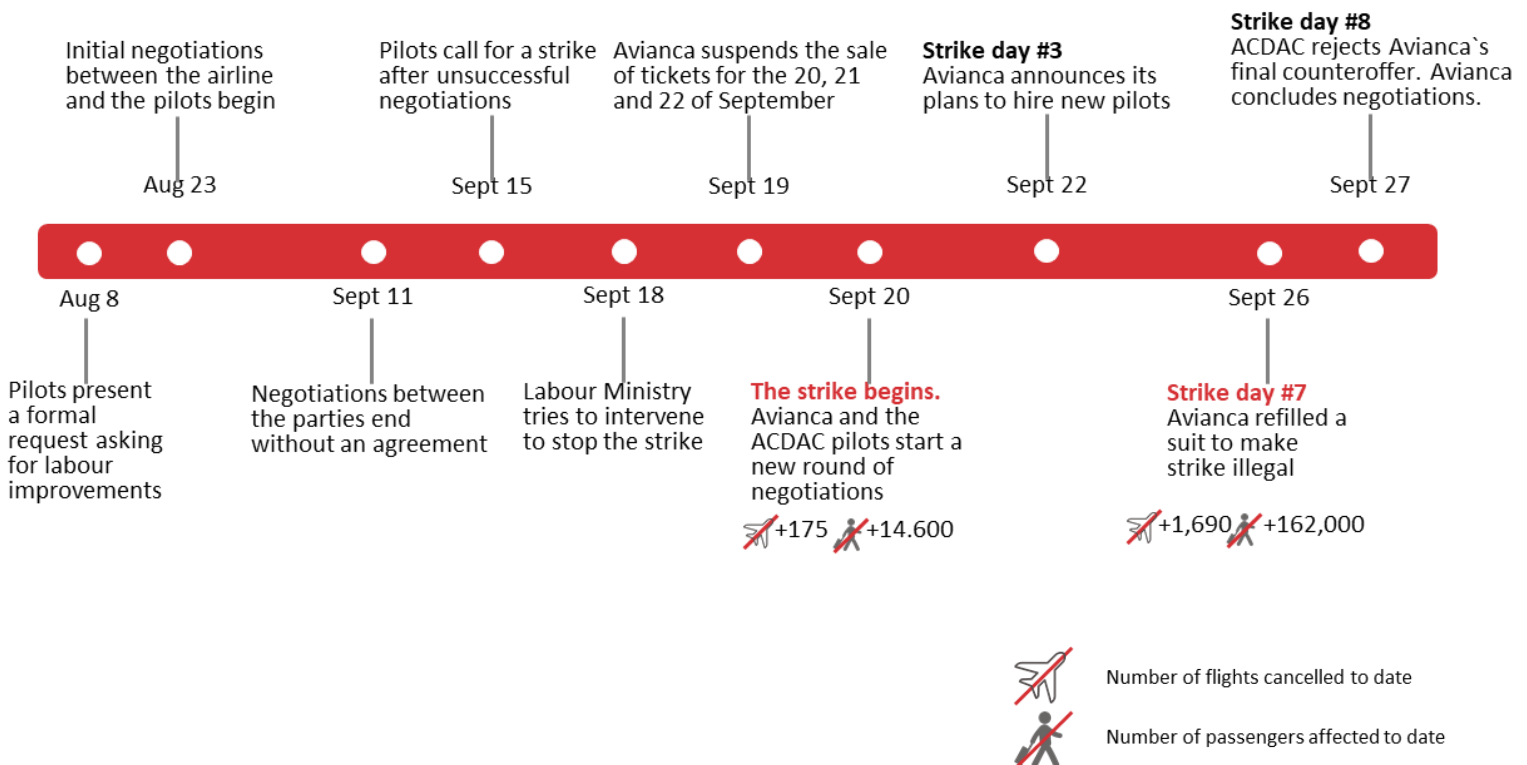 Initial negotiations
between the airline
and the pilots begin
Aug 23
Pilots call for a strike
after unsuccessful
negotiations
Sept 15
Avianca suspends the sale
of tickets for the 20, 21
and 22 of September
Sept 19
Strike day #3
Avianca announces its
plans to hire new pilots
Sept 22
Strike day #8
ACDAC rejects Avianca`s
final counteroffer. Avianca
concludes negotiations.
Sept 27
Aug 8
Pilots present
a formal
request asking
for labour
improvements
Sept 11
Negotiations between
the parties end
without an agreement
Sept 18
Labour Ministry
tries to intervene
to stop the strike
Sept 20
The strike begins.
Avianca and the
ACDAC pilots start a
new round of
negotiations
+175 +14.600
Sept 26
Strike day #7
Avianca refilled a
suit to make
strike illegal
+1,690 +162,000
Number of flights cancelled to date
Number of passengers affected to date